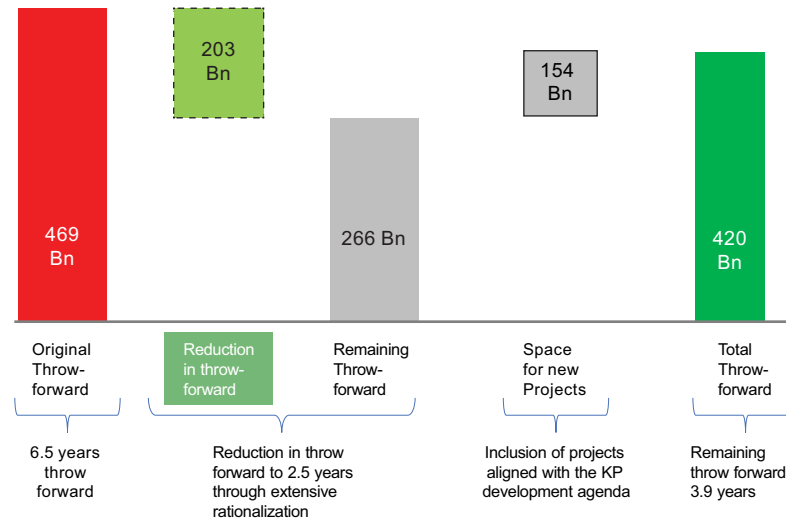 469
Bn
203
Bn
266 Bn
154
Bn
420
Bn
Original
Throw-
forward
Reduction
in throw-
forward
Remaining
Throw-
forward
Space
for new
Projects
Total
Throw-
forward
6.5 years
throw
forward
Reduction in throw
forward to 2.5 years
through extensive
rationalization
Inclusion of projects
aligned with the KP
development agenda
Remaining
throw forward
3.9 years